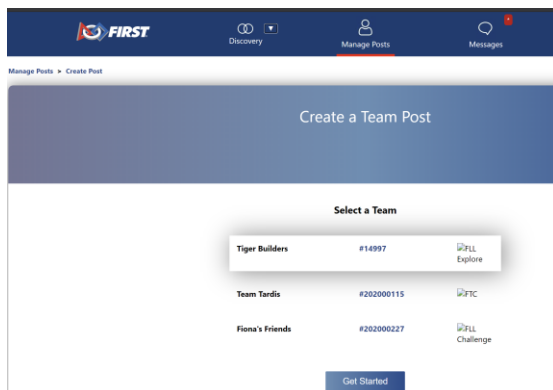 FIRST
Discovery
Manage Posts
Messages
Manage Posts > Create Post
Create a Team Post
Select a Team
Tiger Builders #14997 FLL Explore
Team Tardis #202000115 FTC
Fiona's Friends #202000227 FLL Challenge
Get Started